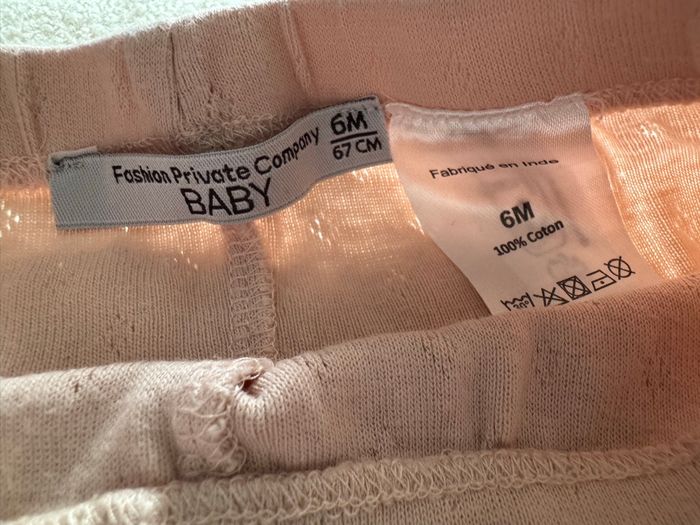 Fashion Private Company
BABY
6M
67 CM
Fabriqué en Inde
6M
100% Coton